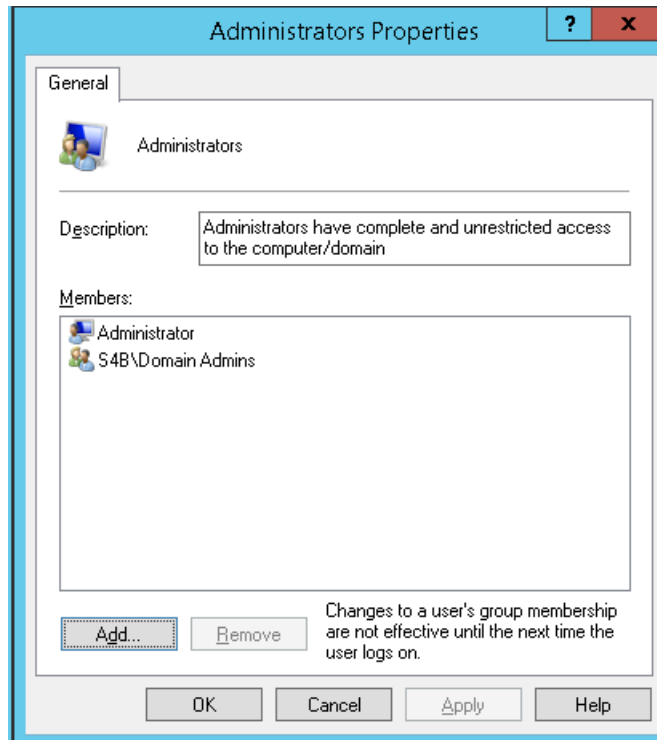 Administrators Properties
?
x
General
Administrators
Description:
Administrators have complete and unrestricted access
to the computer/domain
Members:
Administrator
S4B\Domain Admins
Add...
Remove
Changes to a user's group membership
are not effective until the next time the
user logs on.
OK
Cancel
Apply
Help